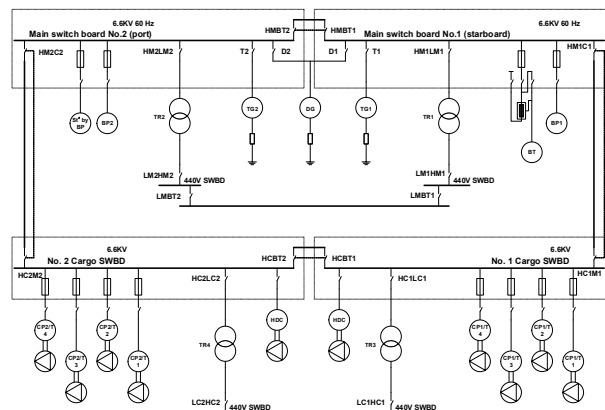 6.6KV 60 Hz
HMBT2
HMBT1
6.6KV 60 Hz
Main switch board No.2 (port)
Main switch board No.1 (starboard)
HM2C2
HM2LM2
T2
D2
D1
T1
HM1LM1
HM1C1
St' by
BP
BP2
TR2
TG2
DG
TG1
TR1
BT
BP1
LM2HM2
440V SWBD
LM1HM1
440V SWBD
LMBT2
LMBT1
6.6KV
No. 2 Cargo SWBD
HCBT2
HCBT1
6.6KV
No. 1 Cargo SWBD
HC2M2
HC2LC2
HC1LC1
HC1M1
CP2/T
4
CP2/T
3
CP2/T
2
CP2/T
1
HDC
HDC
CP1/T
4
CP1/T
3
CP1/T
2
CP1/T
1
TR4
TR3
LC2HC2
440V SWBD
LC1HC1
440V SWBD